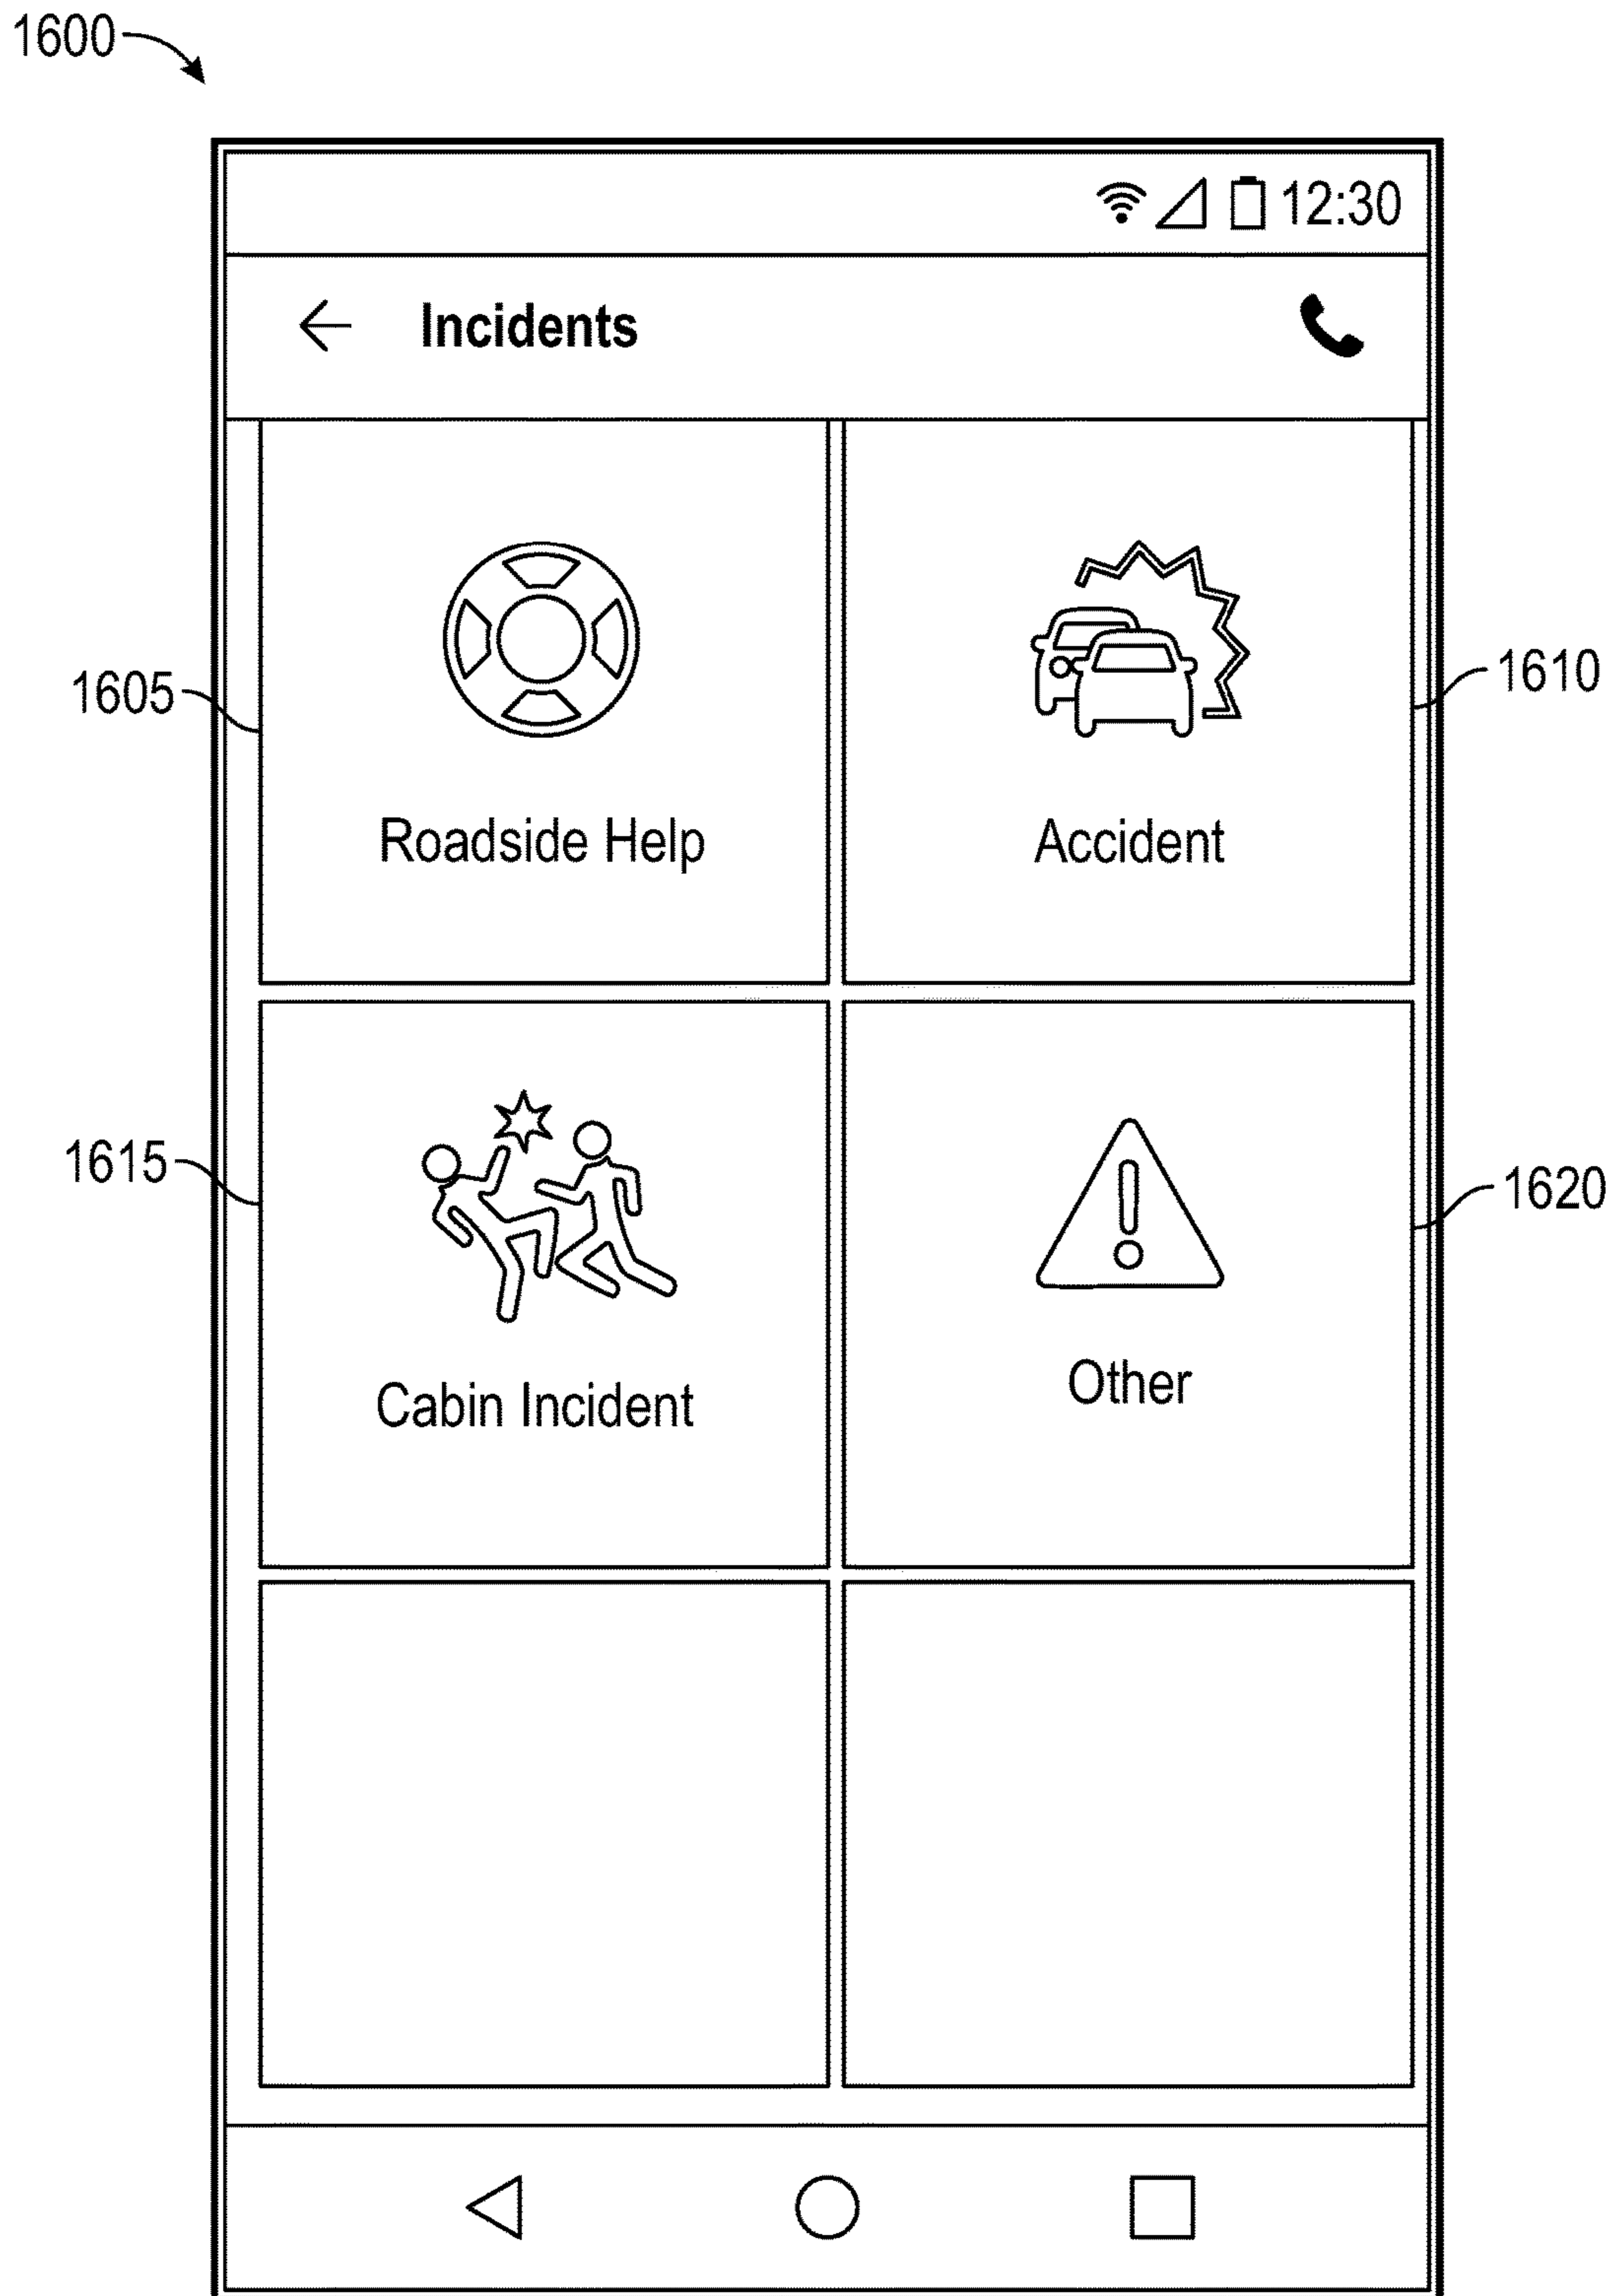 1600
12:30
Incidents
1605
1610
Roadside Help
Accident
1615
1620
Cabin Incident
Other